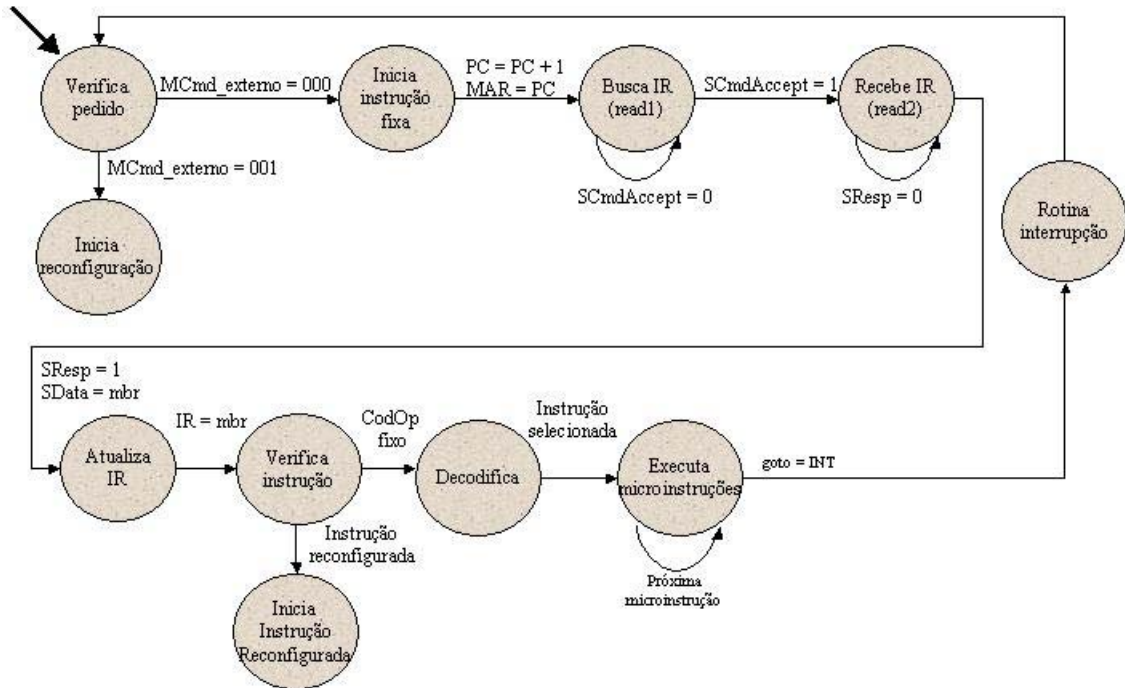 Verifica
pedido
MCmd_externo = 000
Inicia
instrução
fixa
PC = PC + 1
MAR = PC
Busca IR
(read1)
SCmdAccept = 1
Recebe IR
(read2)
MCmd_externo = 001
SCmdAccept = 0
SResp = 0
Rotina
interrupção
Inicia
reconfiguração
SResp = 1
SData = mbr
Atualiza
IR
IR = mbr
Verifica
instrução
CodOp
fixo
Decodifica
Instrução
selecionada
Executa
microinstruções
goto = INT
Instrução
reconfigurada
Próxima
microinstrução
Inicia
Instrução
Reconfigurada